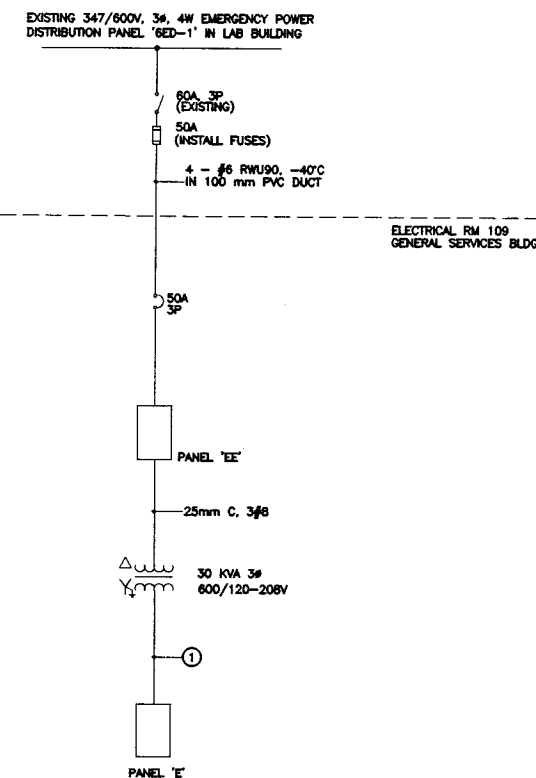 EXISTING 347/600V, 3ø, 4W EMERGENCY POWER
DISTRIBUTION PANEL '6ED-1' IN LAB BUILDING
60A, 3P
(EXISTING)
50A
(INSTALL FUSES)
4 - #6 RWU90, -40°C
IN 100 mm PVC DUCT
ELECTRICAL RM 109
GENERAL SERVICES BLDG
50A
3P
PANEL 'EE'
25mm C, 3#8
30 KVA 3ø
600/120-208V
1
PANEL 'E'